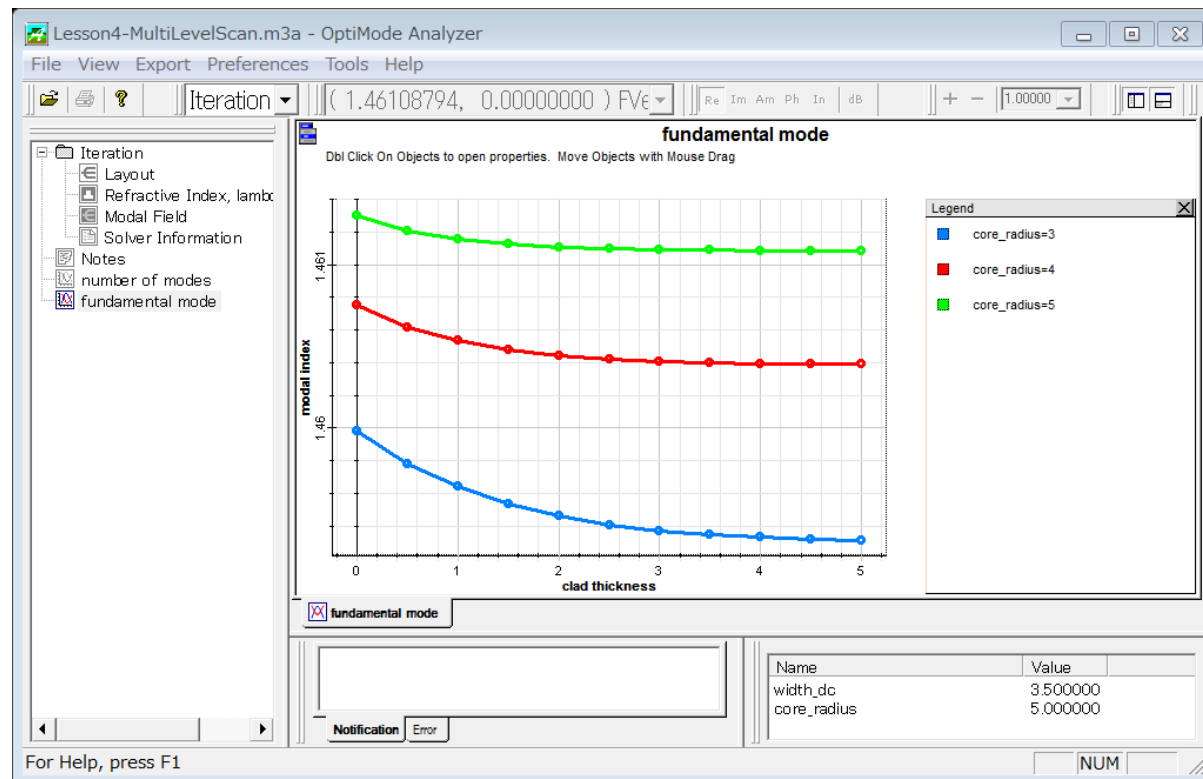 Lesson4-MultiLevelScan.m3a - OptiMode Analyzer
File View Export Preferences Tools Help
Iteration
( 1.46108794, 0.00000000 ) FVe
Re Im Am Ph In dB
1.00000
Iteration
Layout
Refractive Index, lambd
Modal Field
Solver Information
Notes
number of modes
fundamental mode
fundamental mode
Dbl Click On Objects to open properties. Move Objects with Mouse Drag
modal index
1.461
1.46
0 1 2 3 4 5
clad thickness
Legend
core_radius=3
core_radius=4
core_radius=5
fundamental mode
Notification Error
Name Value
width_dc 3.500000
core_radius 5.000000
For Help, press F1
NUM